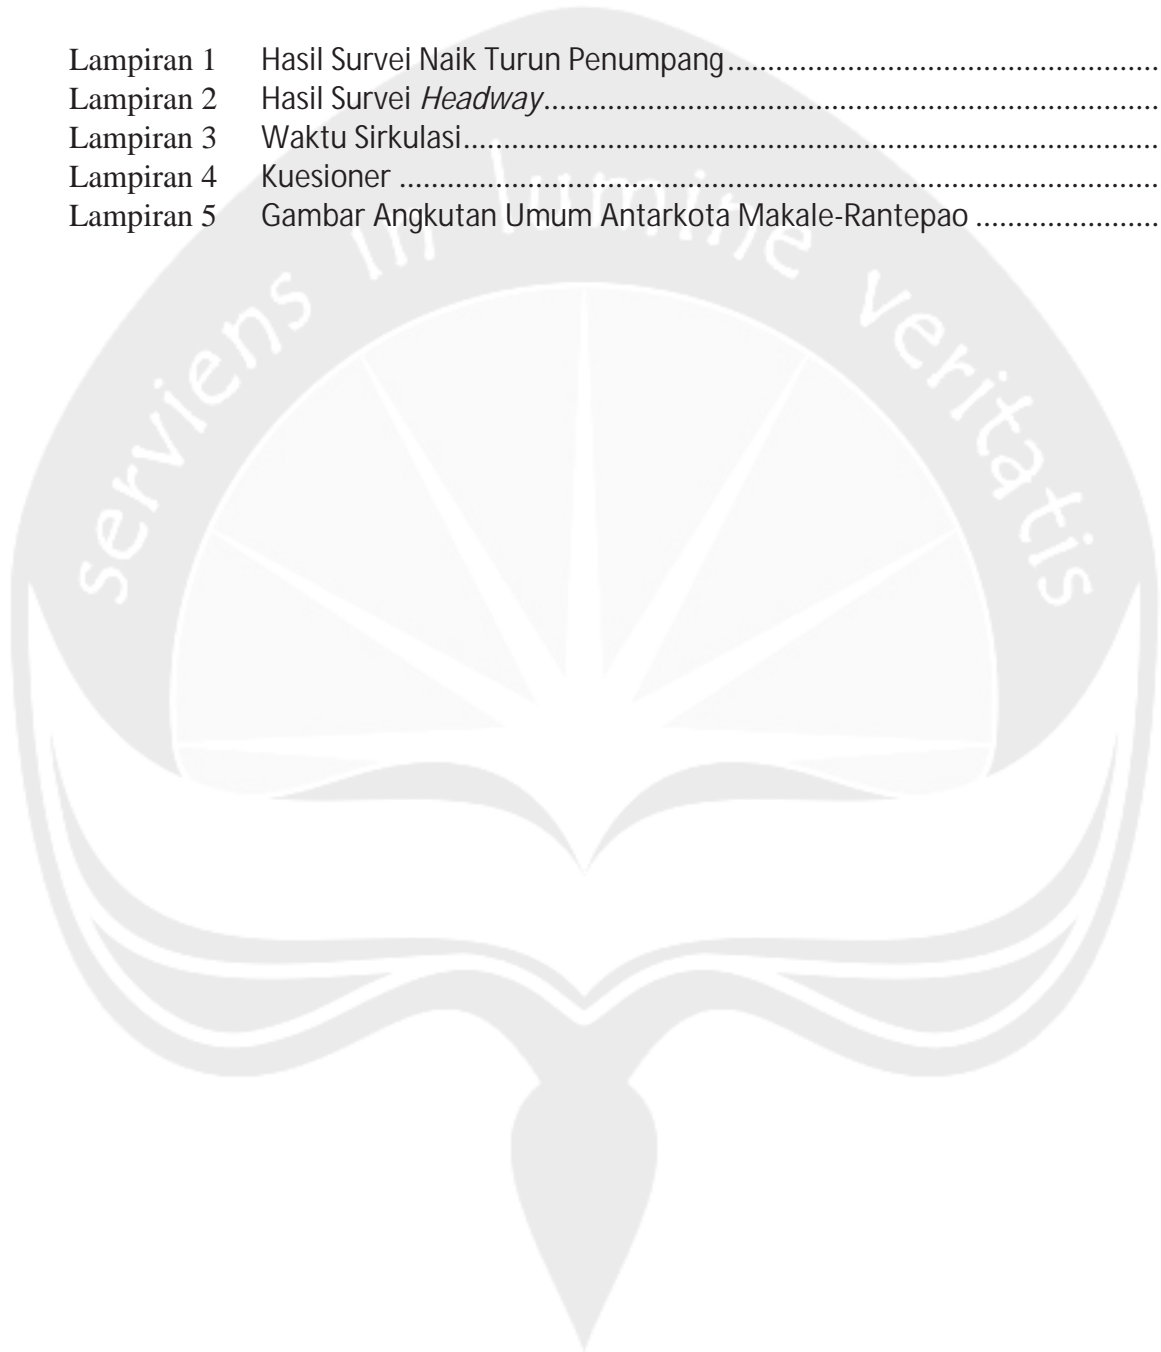 Lampiran 1 Hasil Survei Naik Turun Penumpang......................................................
Lampiran 2 Hasil Survei Headway.............................................................................
Lampiran 3 Waktu Sirkulasi.......................................................................................
Lampiran 4 Kuesioner ...............................................................................................
Lampiran 5 Gambar Angkutan Umum Antarkota Makale-Rantepao .......................
serviens in lumine veritatis